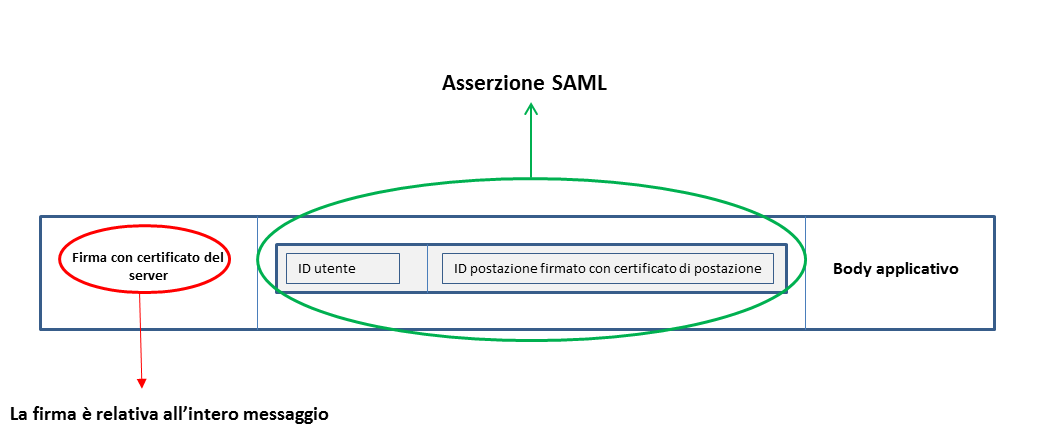 Asserzione SAML
Firma con certificato del
server
ID utente
ID postazione firmato con certificato di postazione
Body applicativo
La firma è relativa all’intero messaggio